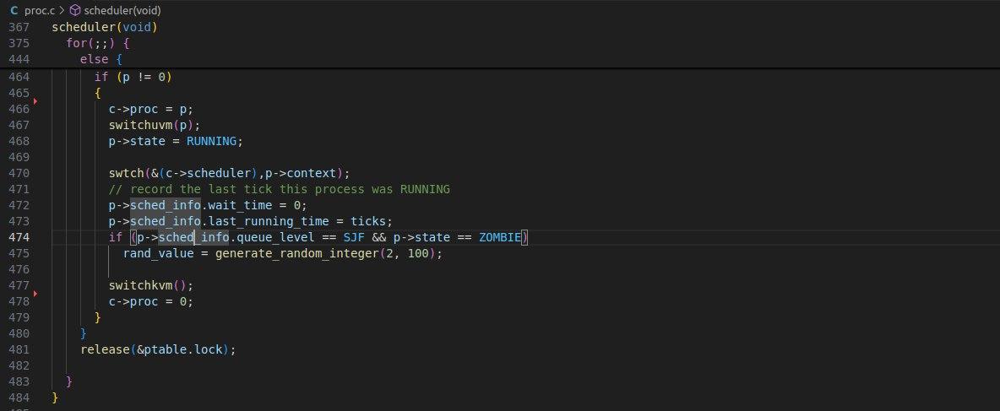 C proc.c > scheduler(void)
367 scheduler(void)
375 for(;;) {
444 else {
464 if (p != 0)
465 {
466 c->proc = p;
467 switchuvm(p);
468 p->state = RUNNING;
469
470 swtch(&(c->scheduler),p->context);
471 // record the last tick this process was RUNNING
472 p->sched_info.wait_time = 0;
473 p->sched_info.last_running_time = ticks;
474 if (p->sched_info.queue_level == SJF && p->state == ZOMBIE)
475 rand_value = generate_random_integer(2, 100);
476
477 switchkvm();
478 c->proc = 0;
479 }
480 }
481 release(&ptable.lock);
482
483 }
484 }